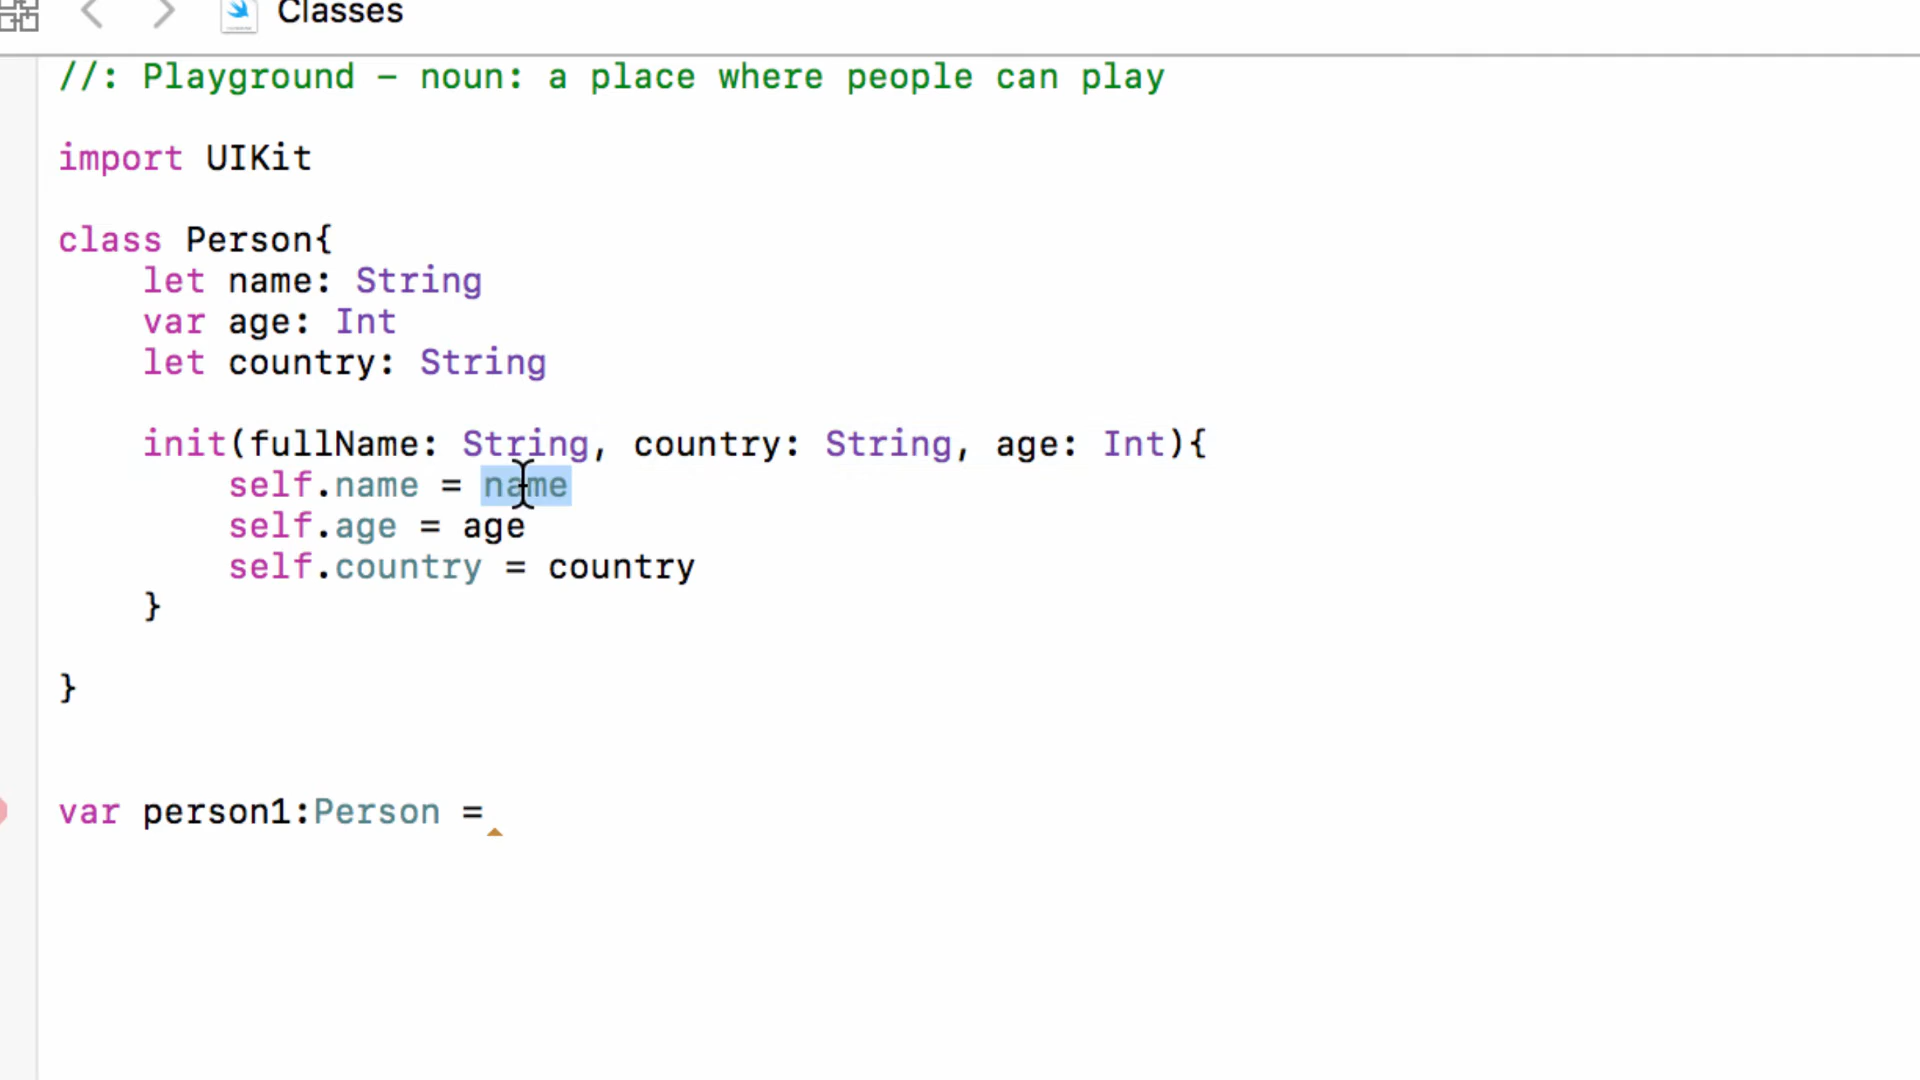 Classes
//: Playground – noun: a place where people can play
import UIKit
class Person{
let name: String
var age: Int
let country: String
init(fullName: String, country: String, age: Int){
self.name = name
self.age = age
self.country = country
}
}
var person1:Person =